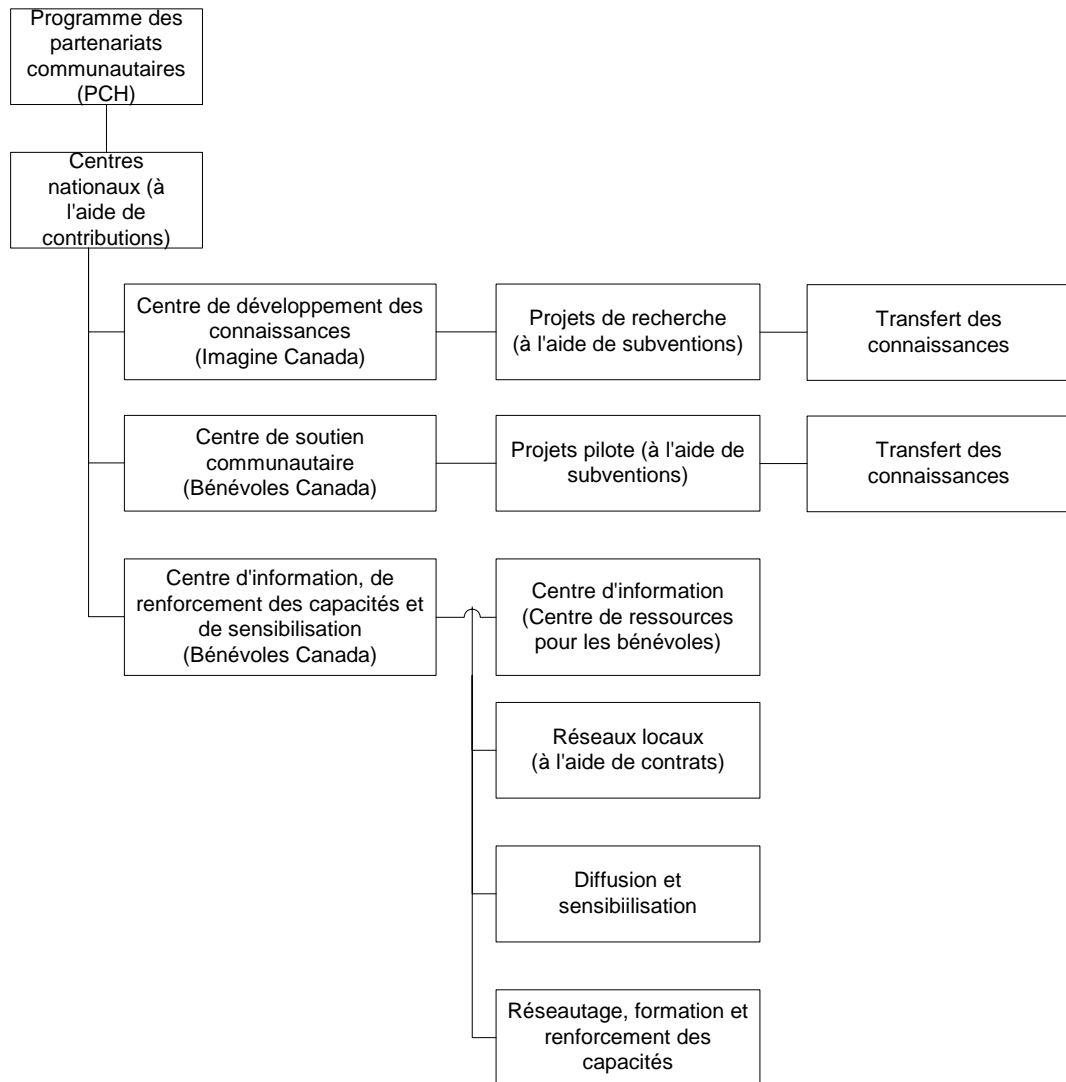 Programme des
partenariats
communautaires
(PCH)
Centres
nationaux (à
l'aide de
contributions)
Centre de développement des
connaissances
(Imagine Canada)
Projets de recherche
(à l'aide de subventions)
Transfert des
connaissances
Centre de soutien
communautaire
(Bénévoles Canada)
Projets pilote (à l'aide de
subventions)
Transfert des
connaissances
Centre d'information, de
renforcement des capacités et
de sensibilisation
(Bénévoles Canada)
Centre d'information
(Centre de ressources
pour les bénévoles)
Réseaux locaux
(à l'aide de contrats)
Diffusion et
sensibiilisation
Réseautage, formation et
renforcement des
capacités